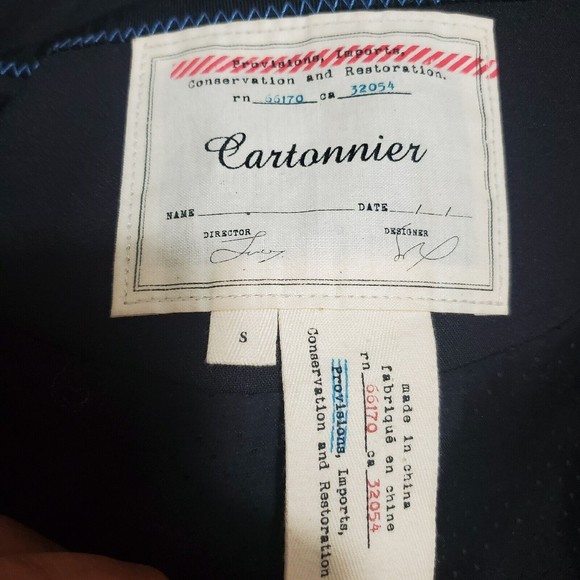 Provisions, Imports,
Conservation and Restoration.
rn 66170 ca 32054
Cartonnier
NAME DATE / /
DIRECTOR DESIGNER
S
made in china
fabriqué en chine
rn 66170 ca 32054
Provisions, Imports,
Conservation and Restoration